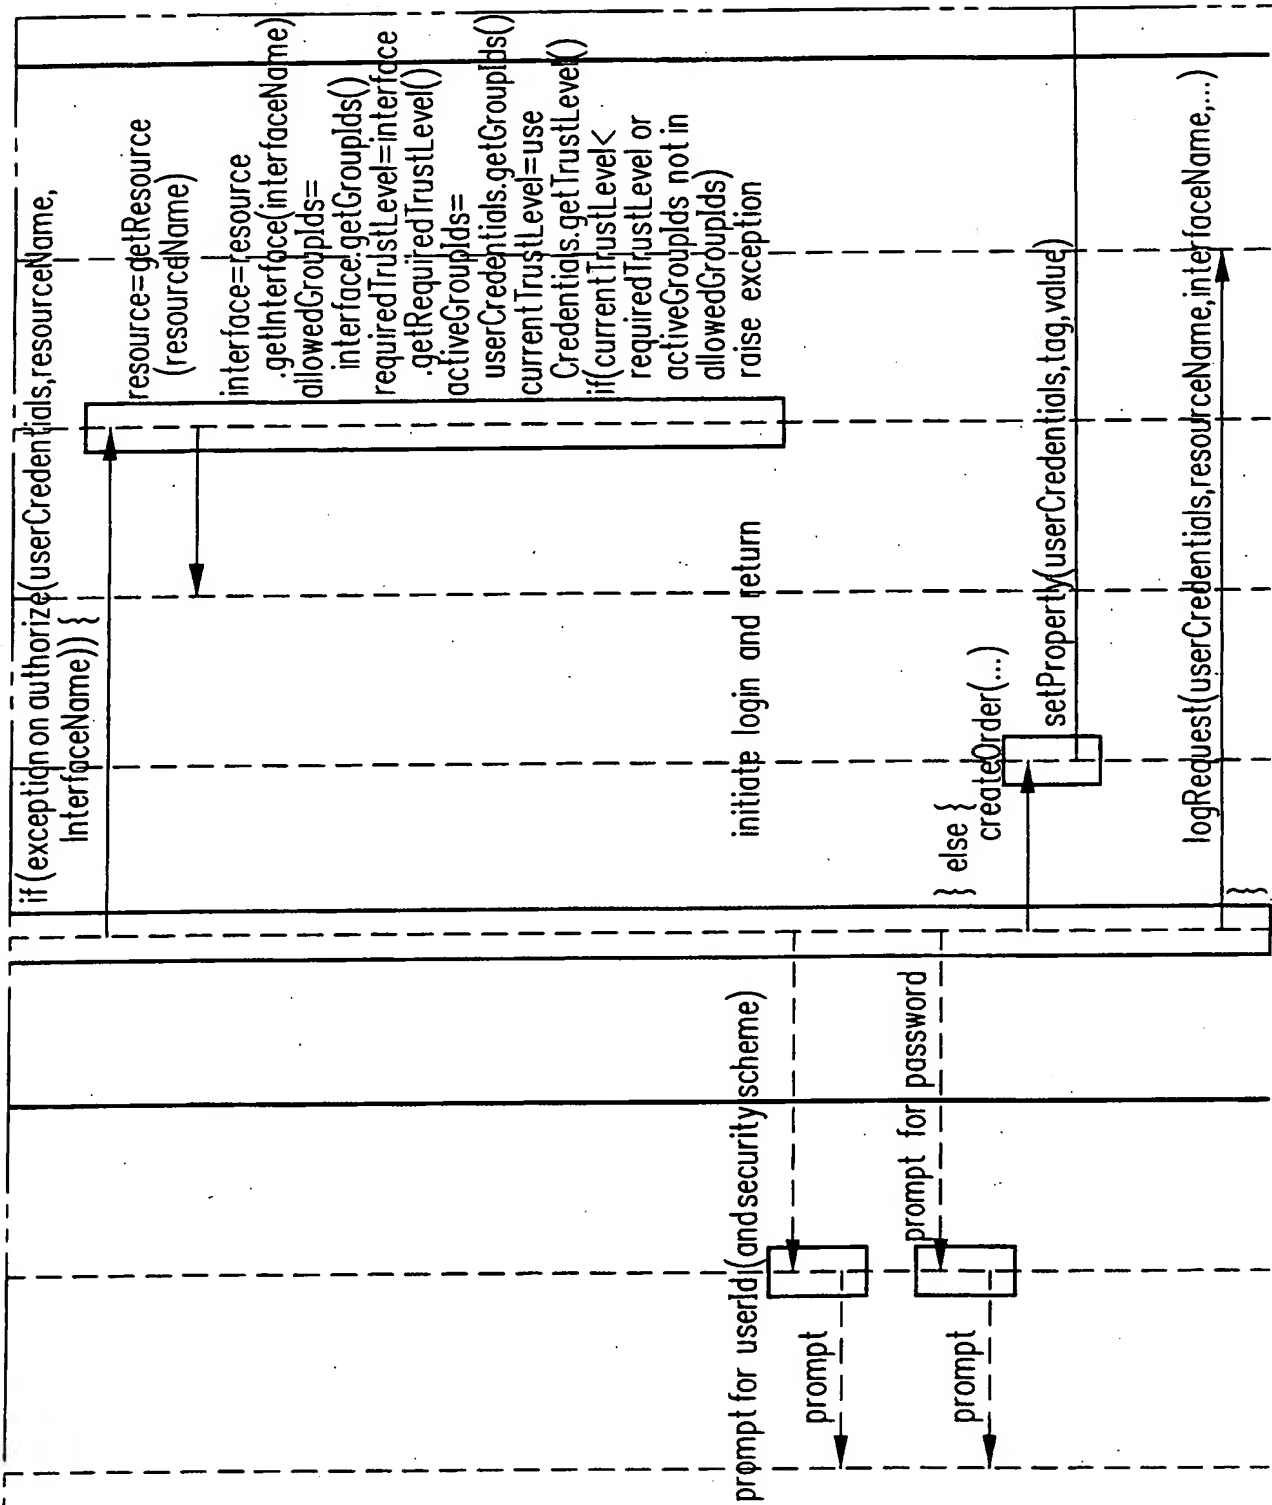 if(exception on authorize(userCredentials,resourceName,
InterfaceName)) {
resource=getResource
(resourceName)
interface=resource
.getInterface(interfaceName)
allowedGroupIds=
interface.getGroupIds()
requiredTrustLevel=interface
.getRequiredTrustLevel()
activeGroupIds=
userCredentials.getGroupIds()
currentTrustLevel=use
Credentials.getTrustLevel()
if(currentTrustLevel<
requiredTrustLevel or
activeGroupIds not in
allowedGroupIds)
raise exception
initiate login and return
prompt for userId (and security scheme)
prompt
prompt for password
prompt
} else {
createOrder(...)
setProperty(userCredentials,tag,value)
logRequest(userCredentials,resourceName,interfaceName,...)
}